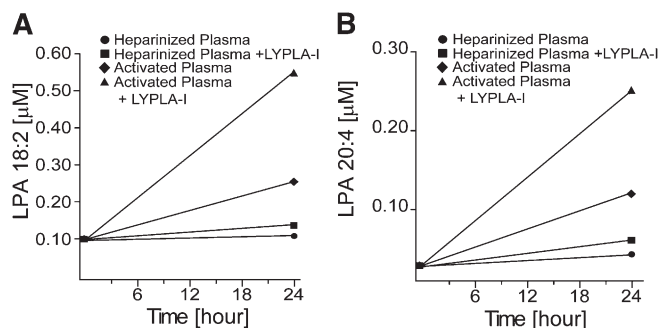 A
Heparinized Plasma
Heparinized Plasma +LYPLA-I
Activated Plasma
Activated Plasma
+ LYPLA-I
LPA 18:2 [µM]
0.60
0.50
0.40
0.30
0.20
0.10
6 12 18 24
Time [hour]
B
Heparinized Plasma
Heparinized Plasma +LYPLA-I
Activated Plasma
Activated Plasma
+ LYPLA-I
LPA 20:4 [µM]
0.30
0.20
0.10
6 12 18 24
Time [hour]